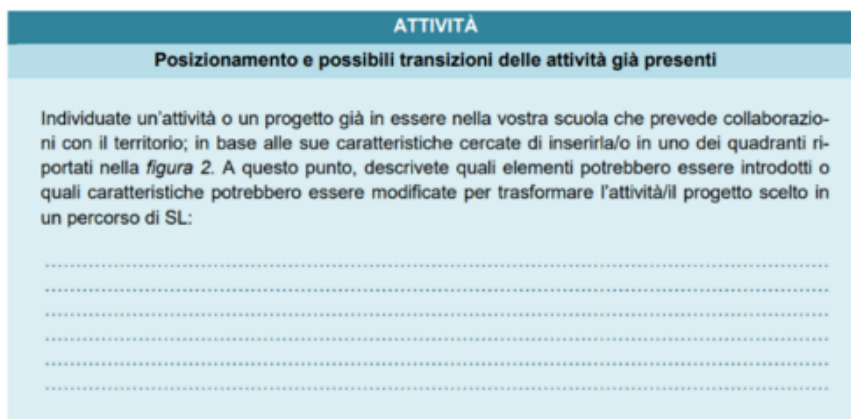 ATTIVITÀ
Posizionamento e possibili transizioni delle attività già presenti
Individuate un'attività o un progetto già in essere nella vostra scuola che prevede collaborazio-
ni con il territorio; in base alle sue caratteristiche cercate di inserirla/o in uno dei quadranti ri-
portati nella figura 2. A questo punto, descrivete quali elementi potrebbero essere introdotti o
quali caratteristiche potrebbero essere modificate per trasformare l'attività/il progetto scelto in
un percorso di SL: